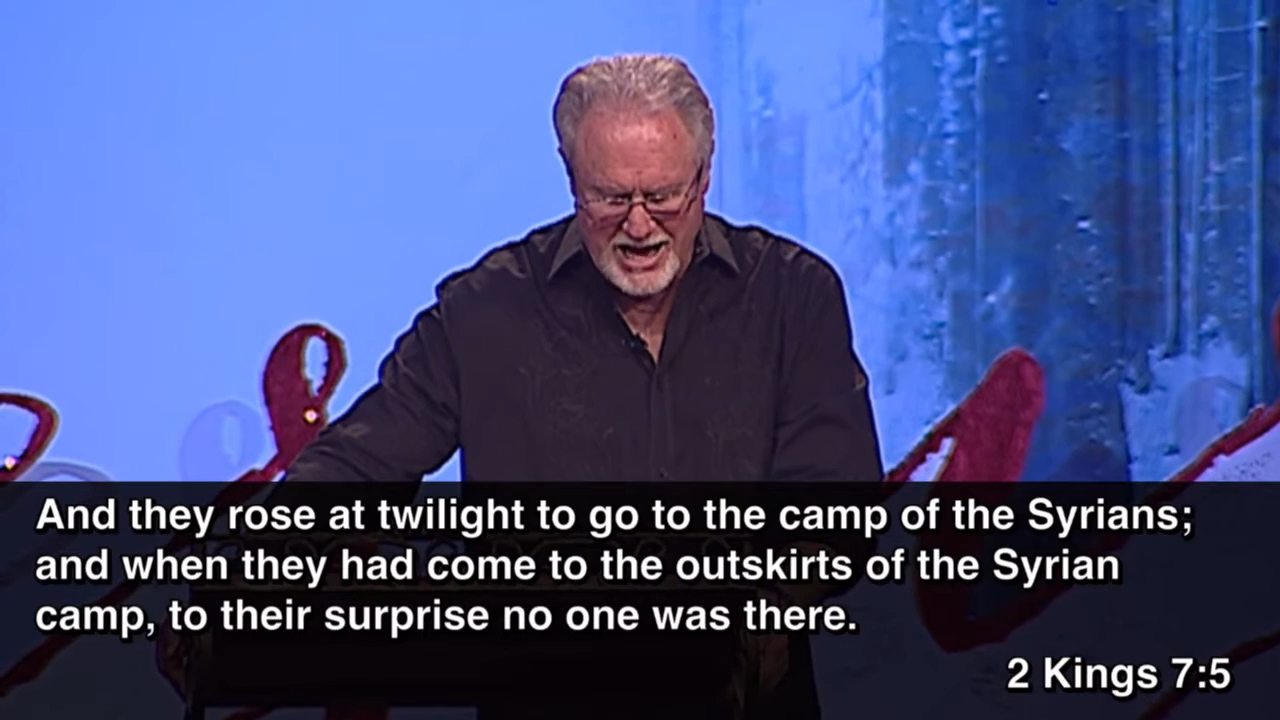 And they rose at twilight to go to the camp of the Syrians;
and when they had come to the outskirts of the Syrian
camp, to their surprise no one was there.
2 Kings 7:5